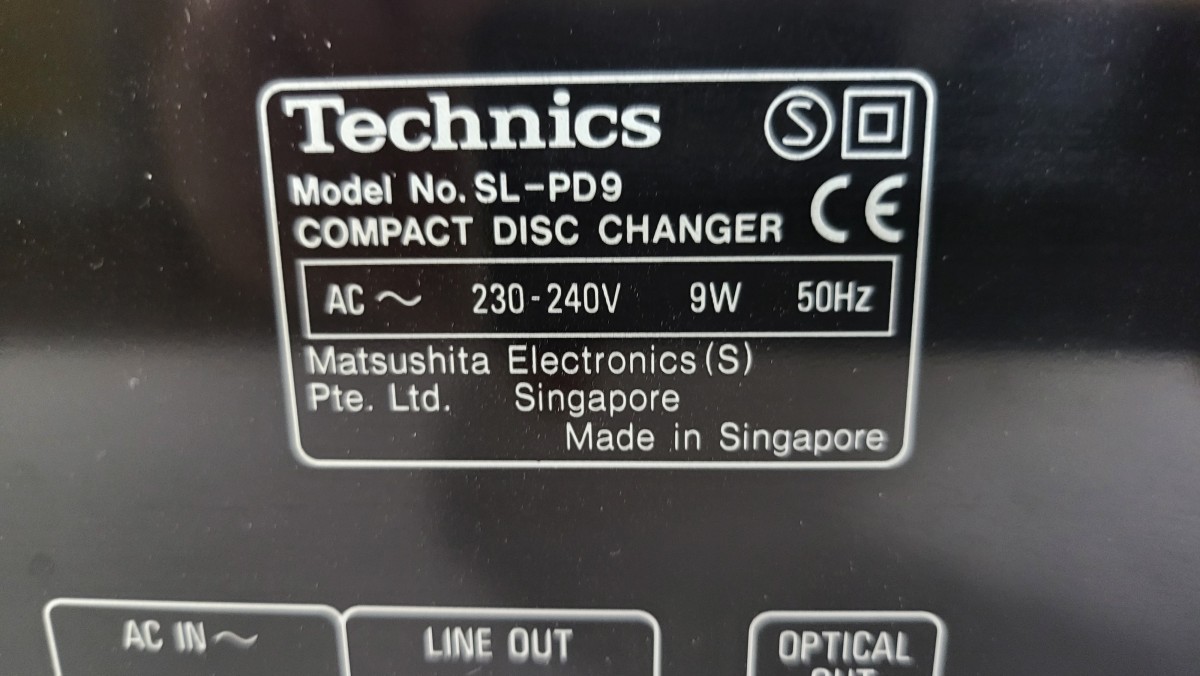 Technics
Model No. SL-PD9
COMPACT DISC CHANGER CE
AC ~ 230-240V 9W 50Hz
Matsushita Electronics (S)
Pte. Ltd. Singapore
Made in Singapore
AC IN ~
LINE OUT
OPTICAL